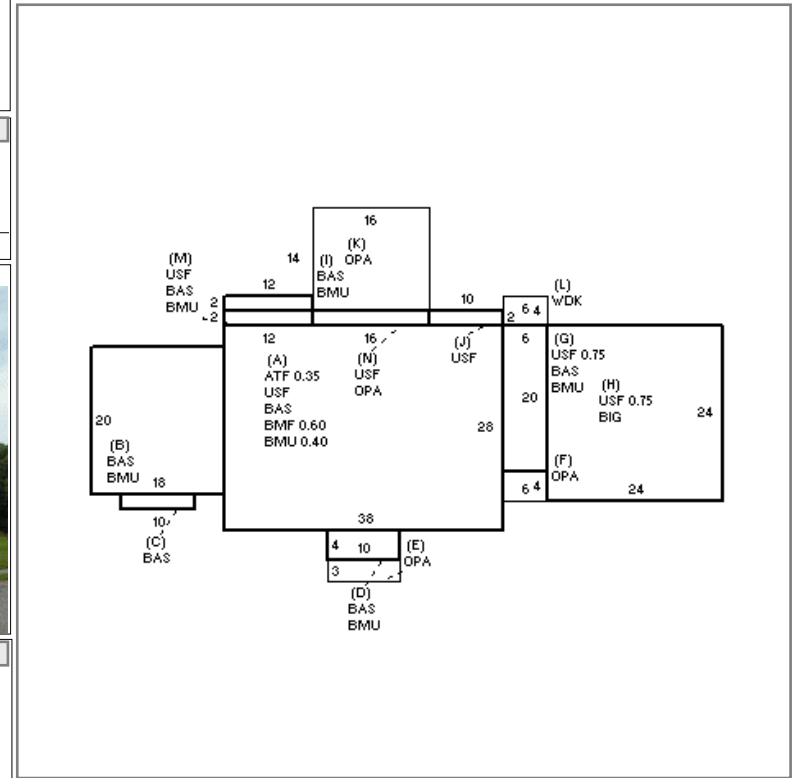 16
(K)
OPA
14
(I)
BAS
BMU
(M)
USF
BAS
BMU
12
2
2
10
(L)
WDK
6 4
2
12
16
(A)
ATF 0.35
USF
BAS
BMF 0.60
BMU 0.40
(N)
USF
OPA
(J)
USF
6
(G)
USF 0.75
BAS
BMU
(H)
USF 0.75
BIG
20
24
20
28
(B)
BAS
BMU
18
(F)
OPA
6 4
24
10
(C)
BAS
38
4
10
(E)
OPA
3
(D)
BAS
BMU